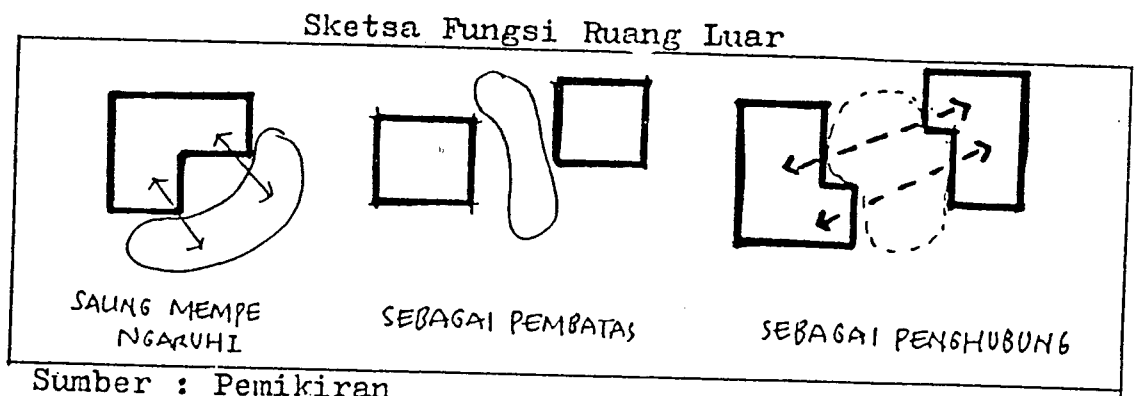 Sketsa Fungsi Ruang Luar
SALING MEMPE
NGARUHI
SEBAGAI PEMBATAS
SEBAGAI PENGHUBUNG
Sumber : Pemikiran